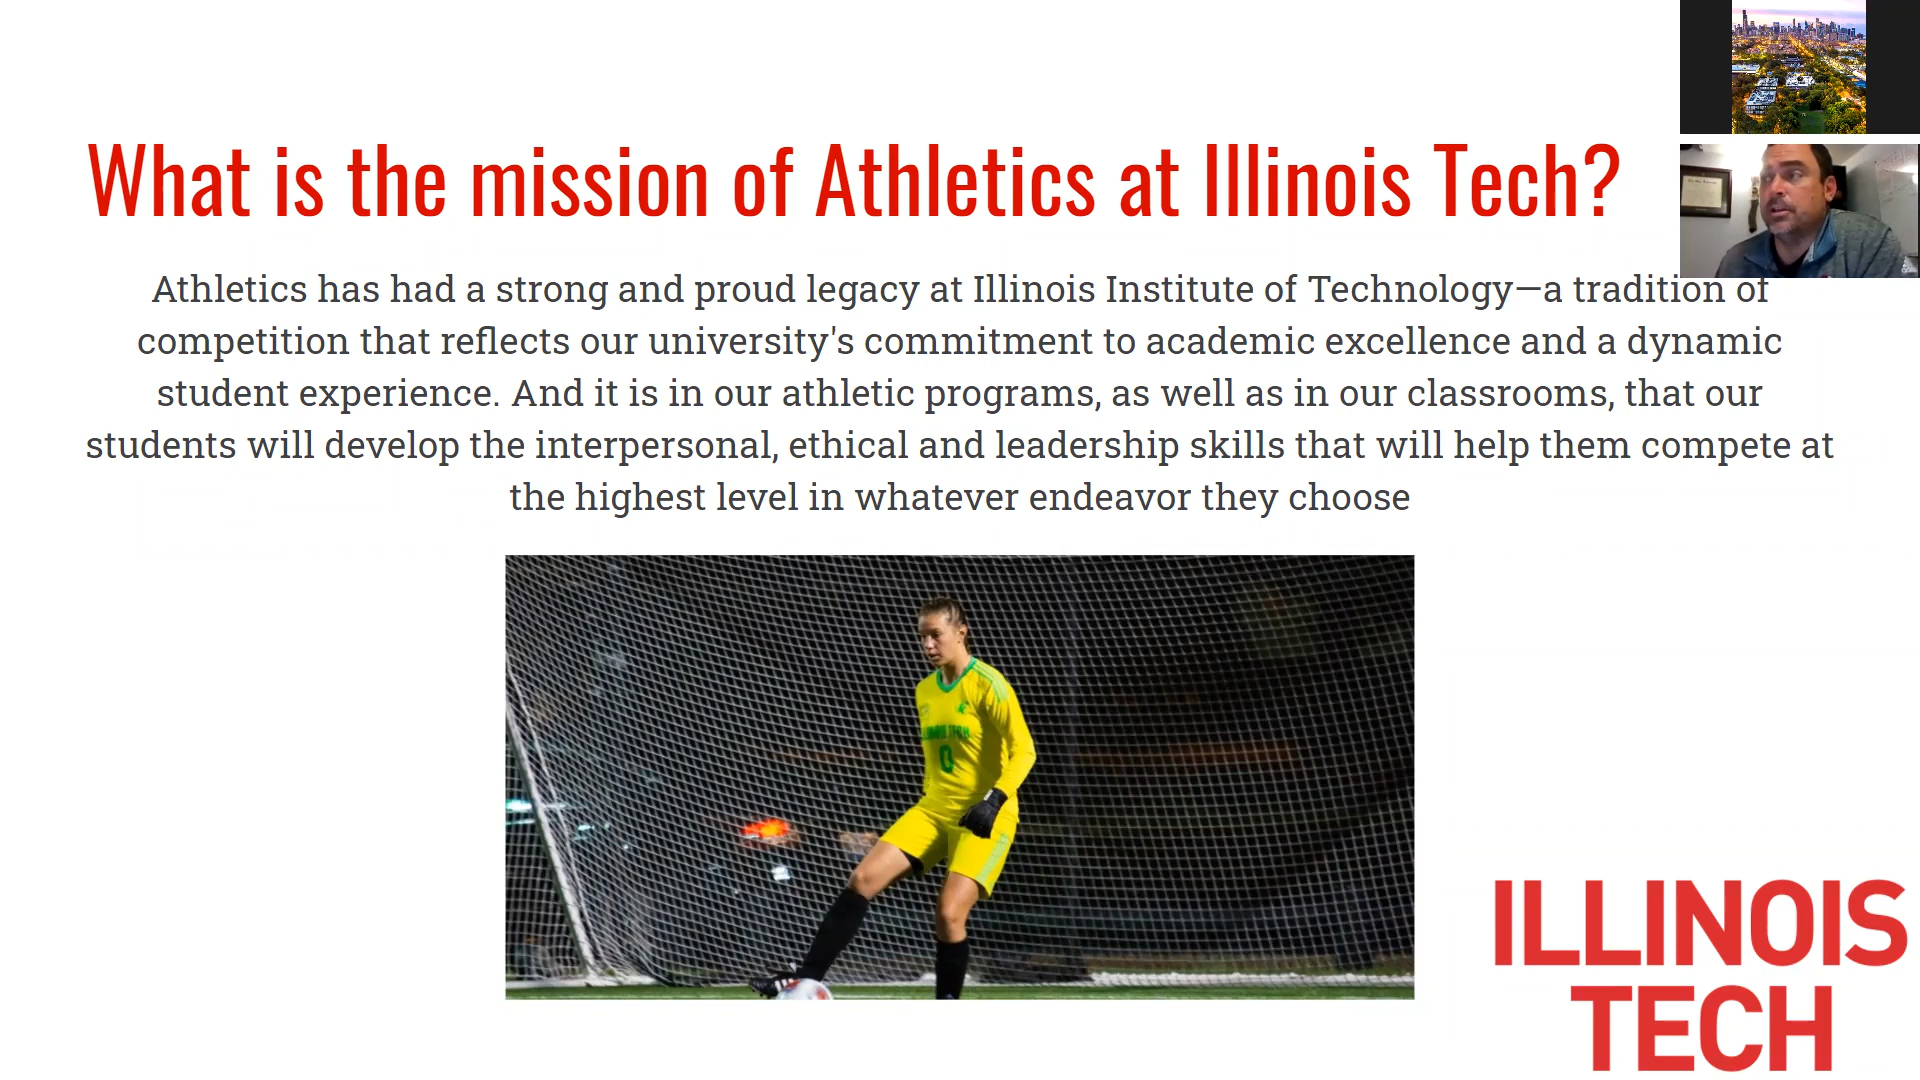 What is the mission of Athletics at Illinois Tech?
Athletics has had a strong and proud legacy at Illinois Institute of Technology—a tradition of
competition that reflects our university's commitment to academic excellence and a dynamic
student experience. And it is in our athletic programs, as well as in our classrooms, that our
students will develop the interpersonal, ethical and leadership skills that will help them compete at
the highest level in whatever endeavor they choose
ILLINOIS TECH
0
ILLINOIS
TECH